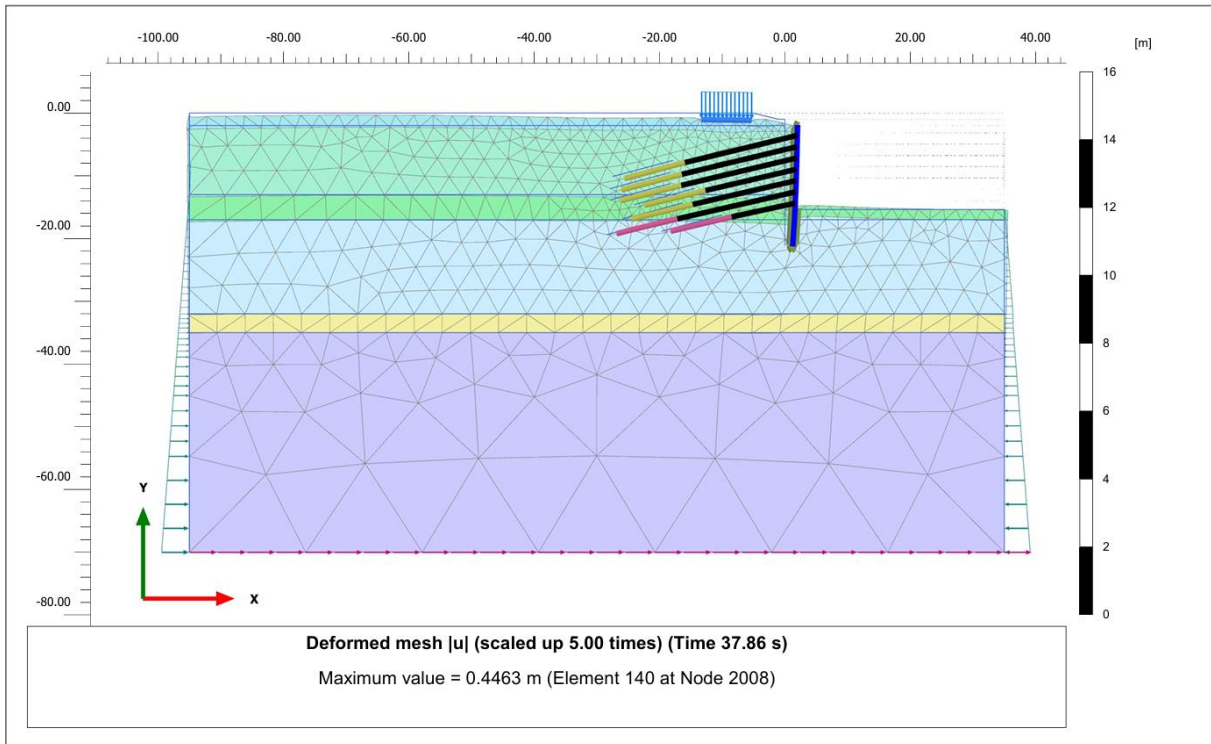 -100.00 -80.00 -60.00 -40.00 -20.00 0.00 20.00 40.00
[m]
16
0.00
14
12
-20.00
10
-40.00
8
6
-60.00
4
Y
2
X
-80.00
0
Deformed mesh |u| (scaled up 5.00 times) (Time 37.86 s)
Maximum value = 0.4463 m (Element 140 at Node 2008)